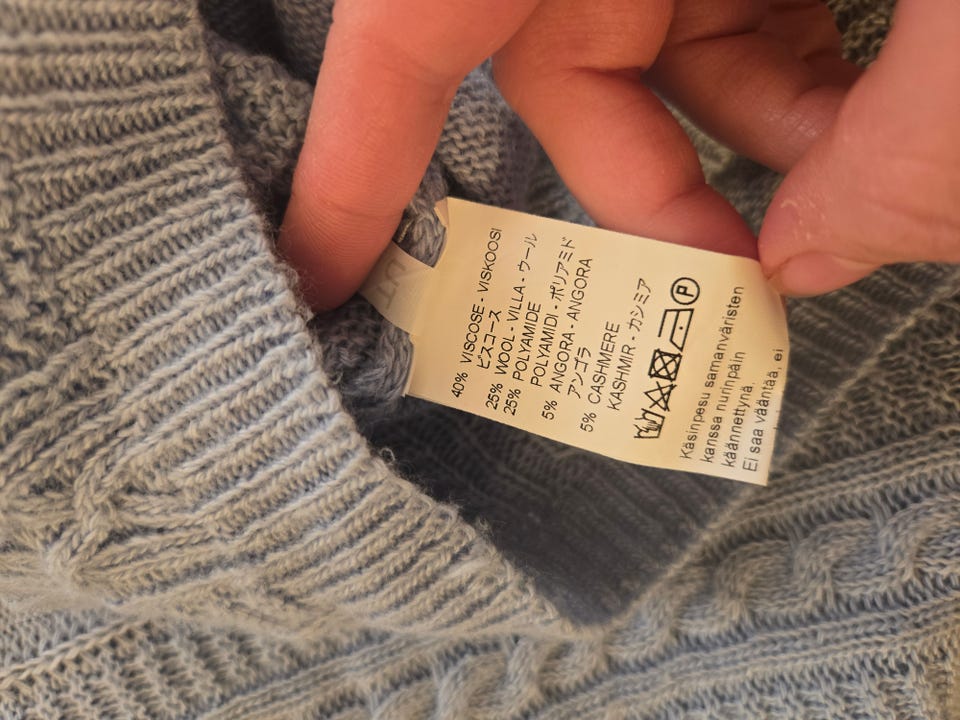 40% VISCOSE - VISKOOSI
ビスコース
25% WOOL - VILLA - ウール
25% POLYAMIDE
POLYAMIDI - ポリアミド
5% ANGORA - ANGORA
アンゴラ
5% CASHMERE
KASHMIR - カシミア
P
Käsinpesu samanväristen
kanssa nurinpäin
käännettynä.
Ei saa vääntää, ei